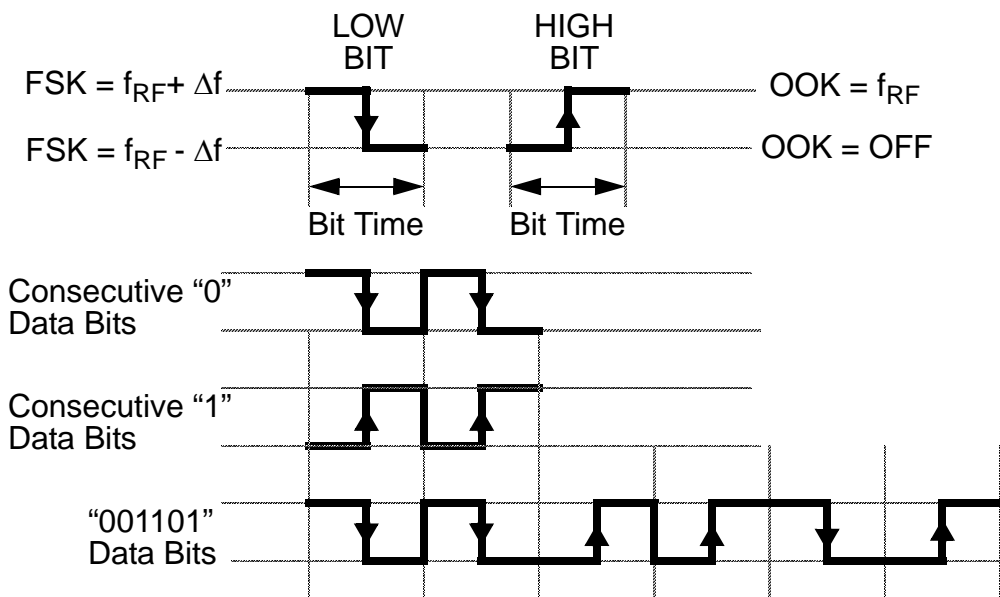 LOW
BIT
HIGH
BIT
FSK = fRF+ Δf
OOK = fRF
FSK = fRF - Δf
OOK = OFF
Bit Time
Bit Time
Consecutive “0”
Data Bits
Consecutive “1”
Data Bits
“001101”
Data Bits